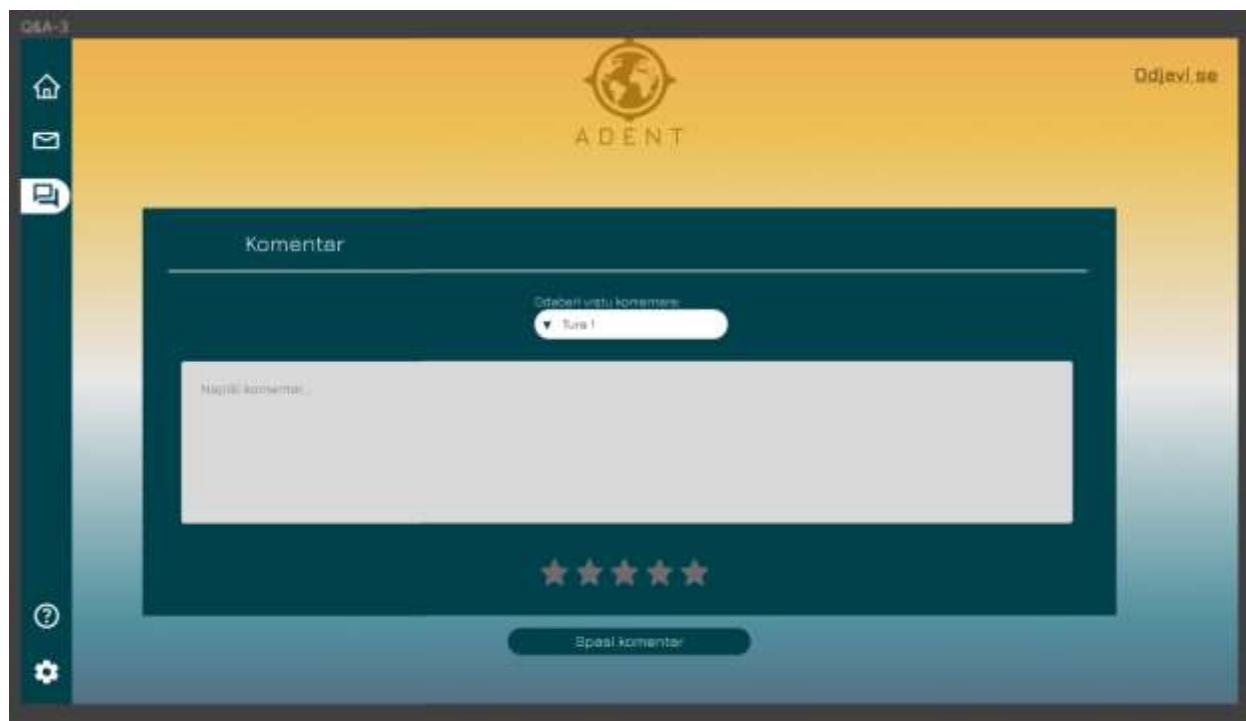 Q&A-3
Odjavi se
ADENT
Komentar
Odaberi vrstu komentara:
Tura 1
Napiši komentar...
Spasi komentar